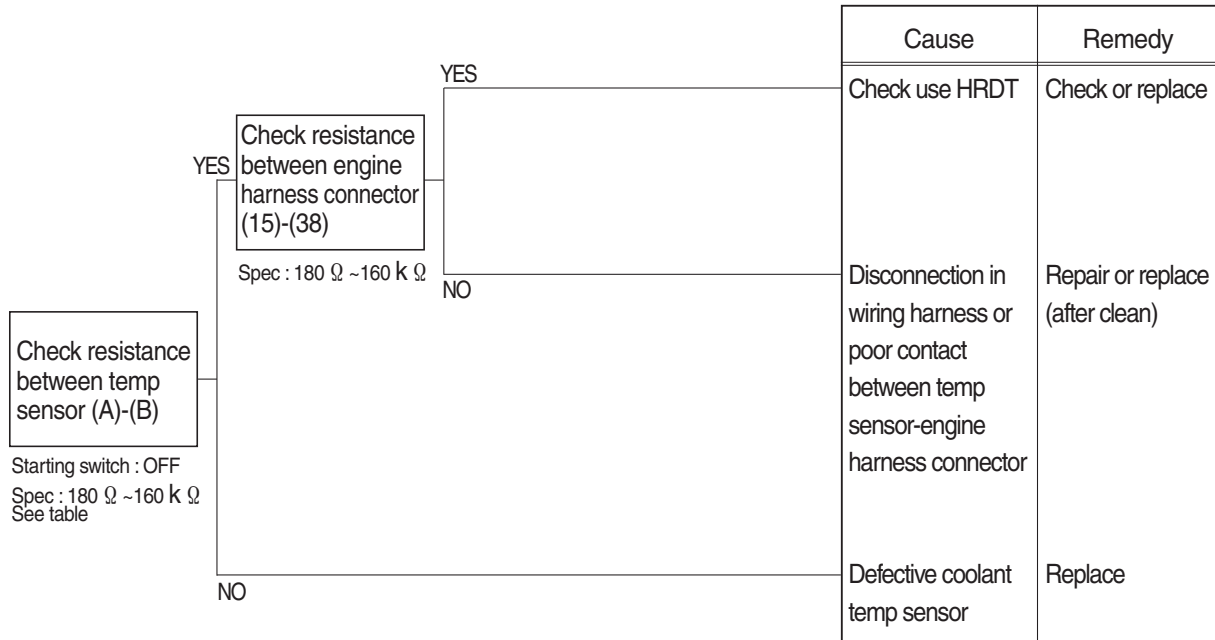 Cause
Remedy
YES
Check use HRDT
Check or replace
Check resistance
between engine
harness connector
(15)-(38)
YES
Spec : 180 Ω ~160 k Ω
NO
Disconnection in
wiring harness or
poor contact
between temp
sensor-engine
harness connector
Repair or replace
(after clean)
Check resistance
between temp
sensor (A)-(B)
Starting switch : OFF
Spec : 180 Ω ~160 k Ω
See table
NO
Defective coolant
temp sensor
Replace